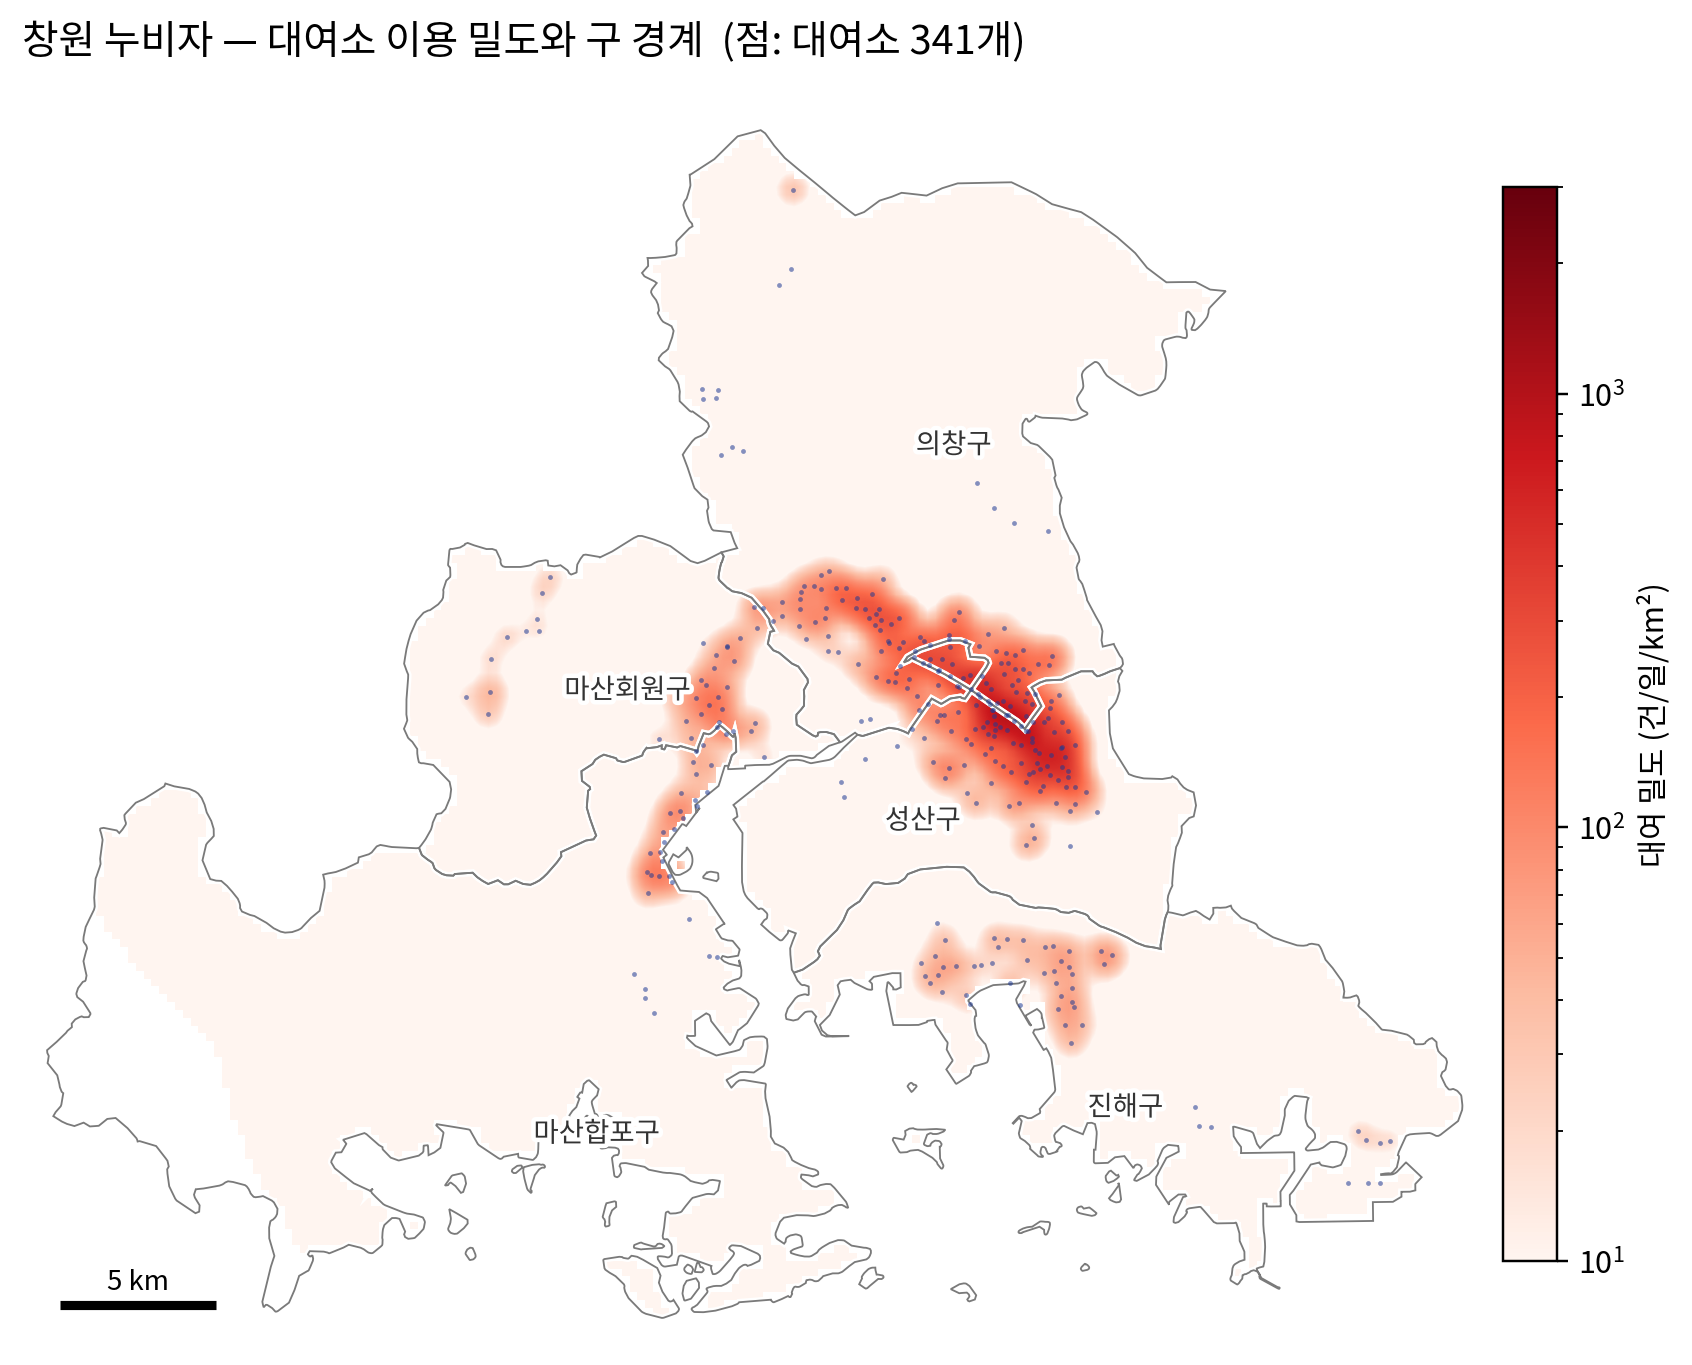 창원 누비자 — 대여소 이용 밀도와 구 경계 (점: 대여소 341개)
의창구
마산회원구
성산구
진해구
마산합포구
5 km
10³
10²
10¹
대여 밀도 (건/일/km²)